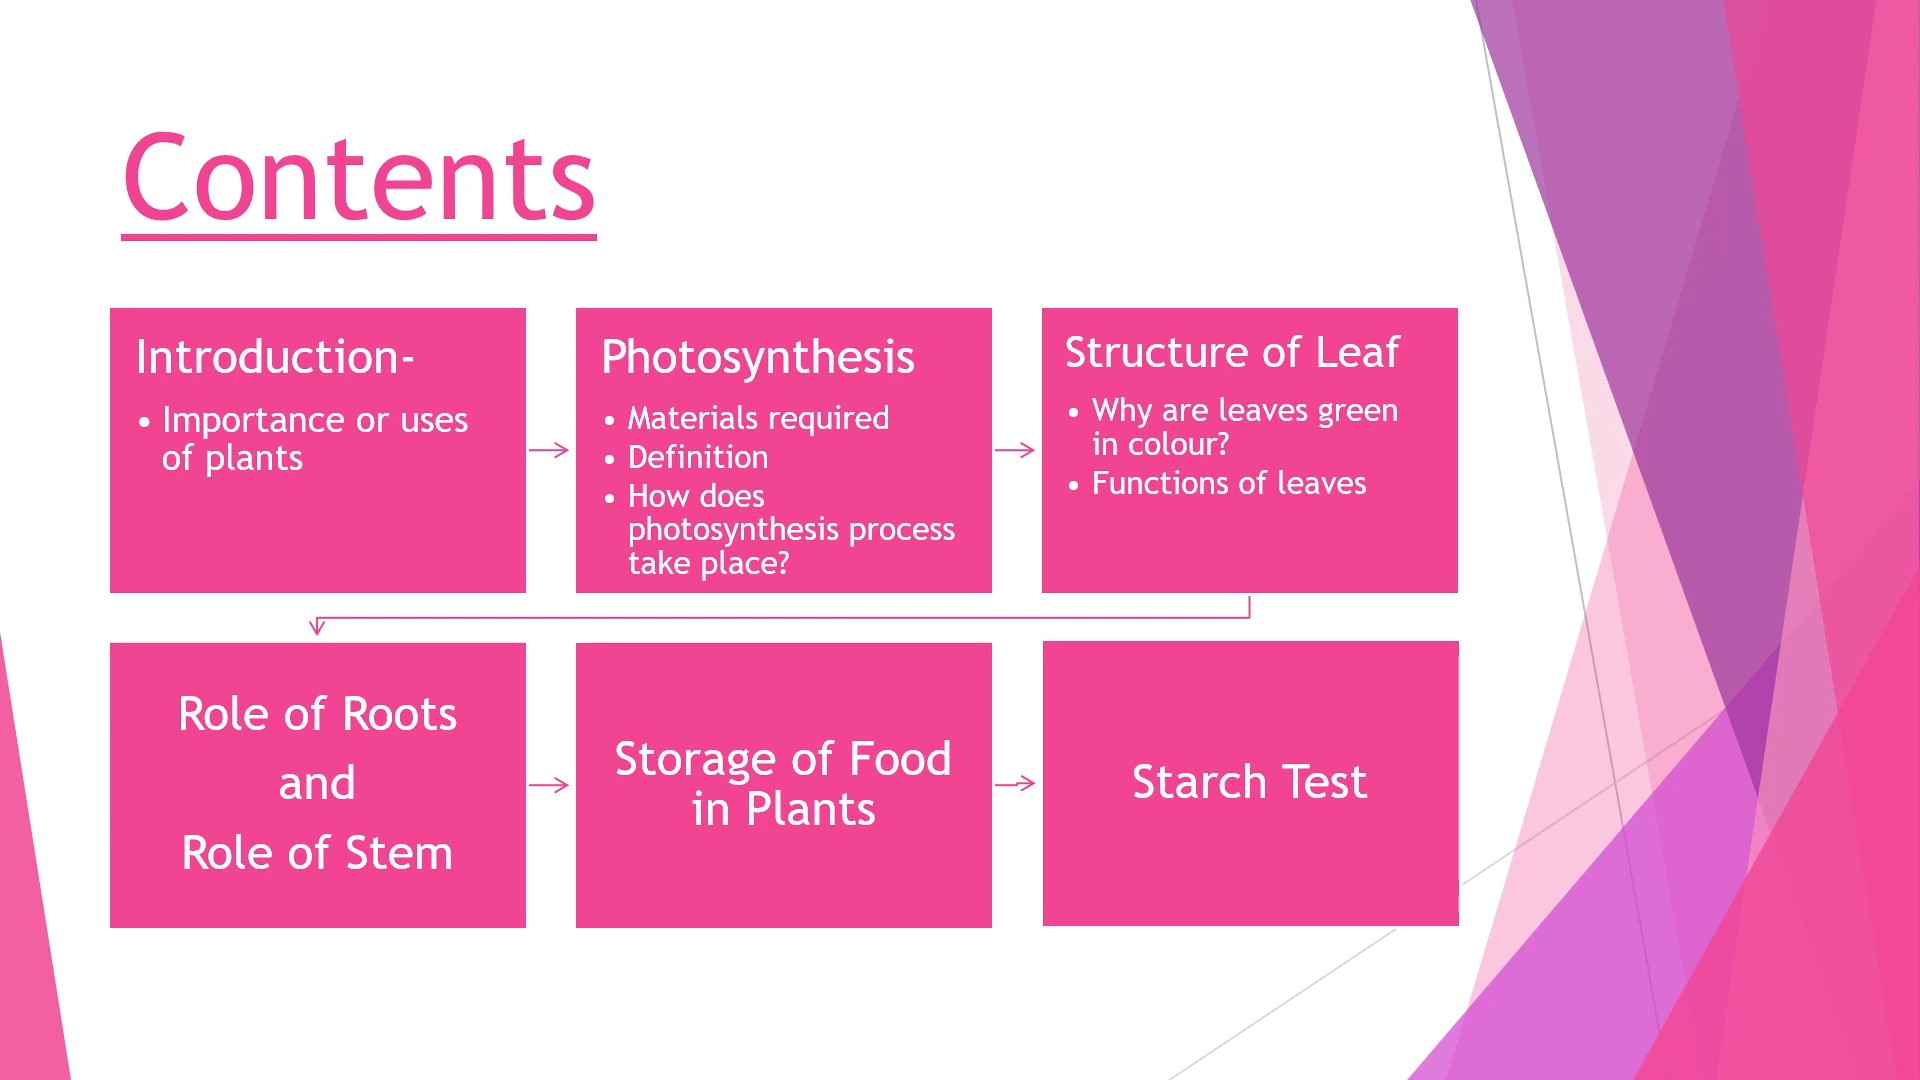 Contents
Introduction-
• Importance or uses
of plants
Photosynthesis
• Materials required
• Definition
• How does
photosynthesis process
take place?
Structure of Leaf
• Why are leaves green
in colour?
• Functions of leaves
Role of Roots
and
Role of Stem
Storage of Food
in Plants
Starch Test